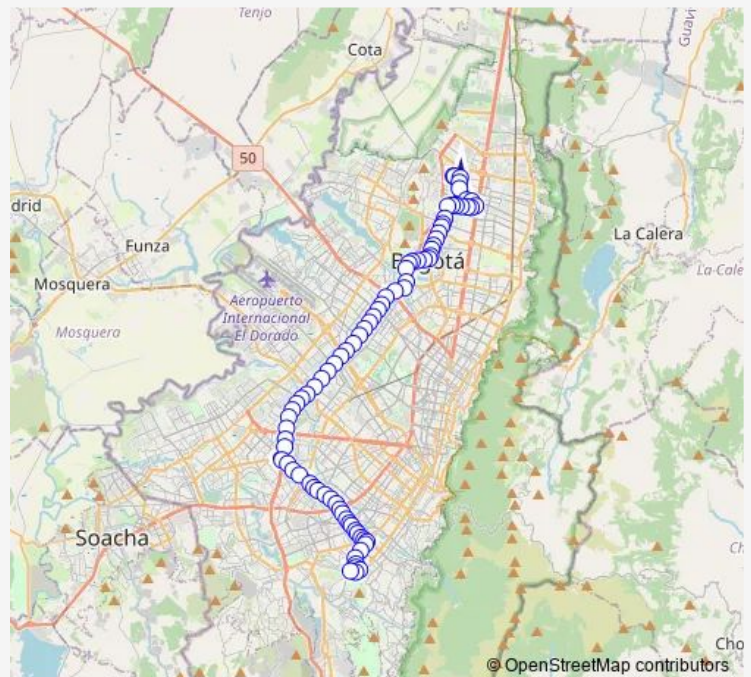 Tenjo
Cota
Guavi
50
drid
Funza
La Calera
Bogotá
La Cale
Mosquera
Aeropuerto
Internacional
El Dorado
Mosquera
Soacha
Ch
Cho
© OpenStreetMap contributors